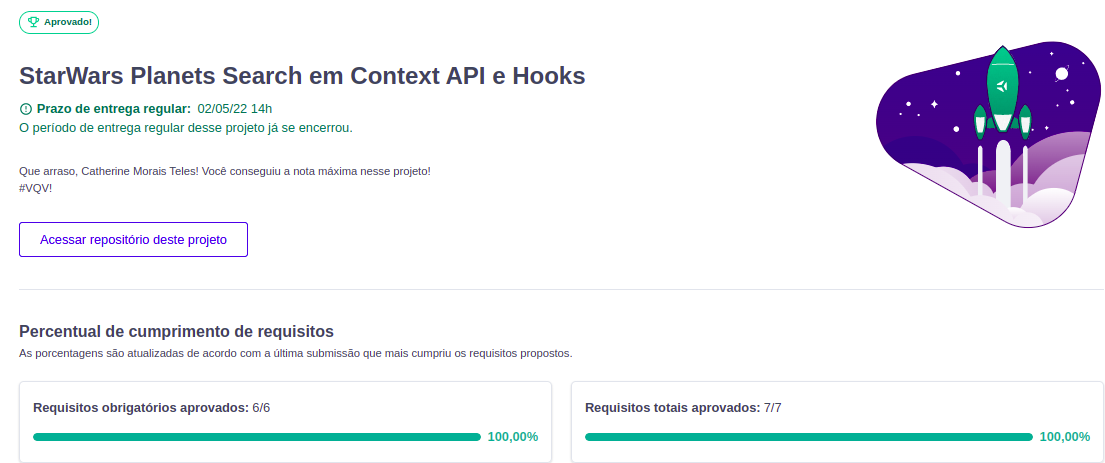 Aprovado!
StarWars Planets Search em Context API e Hooks
Prazo de entrega regular: 02/05/22 14h
O período de entrega regular desse projeto já se encerrou.
Que arraso, Catherine Morais Teles! Você conseguiu a nota máxima nesse projeto!
#VQV!
Acessar repositório deste projeto
Percentual de cumprimento de requisitos
As porcentagens são atualizadas de acordo com a última submissão que mais cumpriu os requisitos propostos.
Requisitos obrigatórios aprovados: 6/6
100,00%
Requisitos totais aprovados: 7/7
100,00%